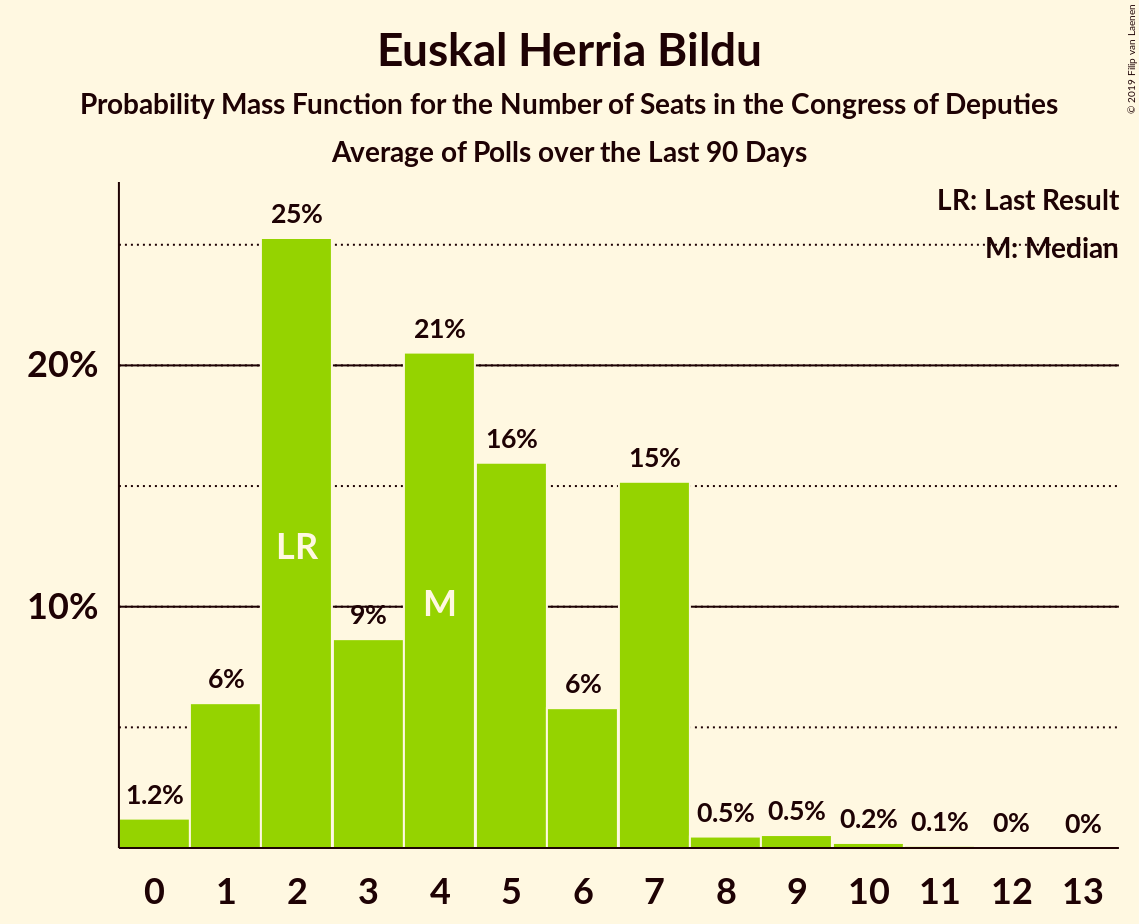 Euskal Herria Bildu
Probability Mass Function for the Number of Seats in the Congress of Deputies
Average of Polls over the Last 90 Days
© 2019 Filip van Laenen
LR: Last Result
M: Median
20%
10%
1.2%
6%
25%
9%
21%
16%
6%
15%
0.5%
0.5%
0.2%
0.1%
0%
0%
LR
M
0 1 2 3 4 5 6 7 8 9 10 11 12 13